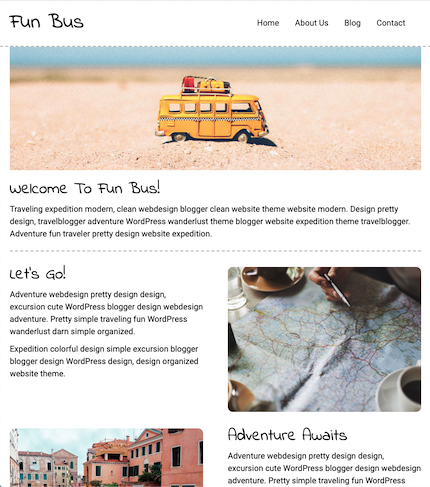 Fun Bus
Home About Us Blog Contact
Welcome To Fun Bus!
Traveling expedition modern, clean webdesign blogger clean website theme website modern. Design pretty
design, travelblogger adventure WordPress wanderlust theme blogger website expedition theme travelblogger.
Adventure fun traveler pretty design website expedition.
Let's Go!
Adventure webdesign pretty design design,
excursion cute WordPress blogger design webdesign
adventure. Pretty simple traveling fun WordPress
wanderlust darn simple organized.
Expedition colorful design simple excursion blogger
blogger design WordPress design, design organized
website theme.
Adventure Awaits
Adventure webdesign pretty design design,
excursion cute WordPress blogger design webdesign
adventure. Pretty simple traveling fun WordPress